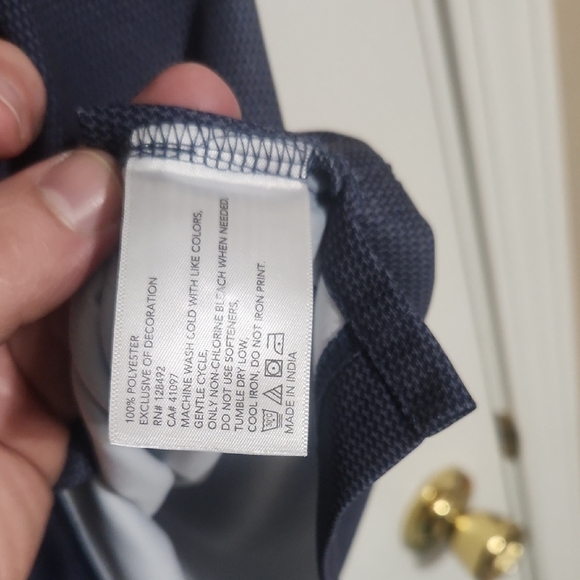 100% POLYESTER
EXCLUSIVE OF DECORATION
RN# 128492
CA# 41097
MACHINE WASH COLD WITH LIKE COLORS,
GENTLE CYCLE,
ONLY NON-CHLORINE BLEACH WHEN NEEDED,
DO NOT USE SOFTENERS,
TUMBLE DRY LOW,
COOL IRON, DO NOT IRON PRINT.
MADE IN INDIA